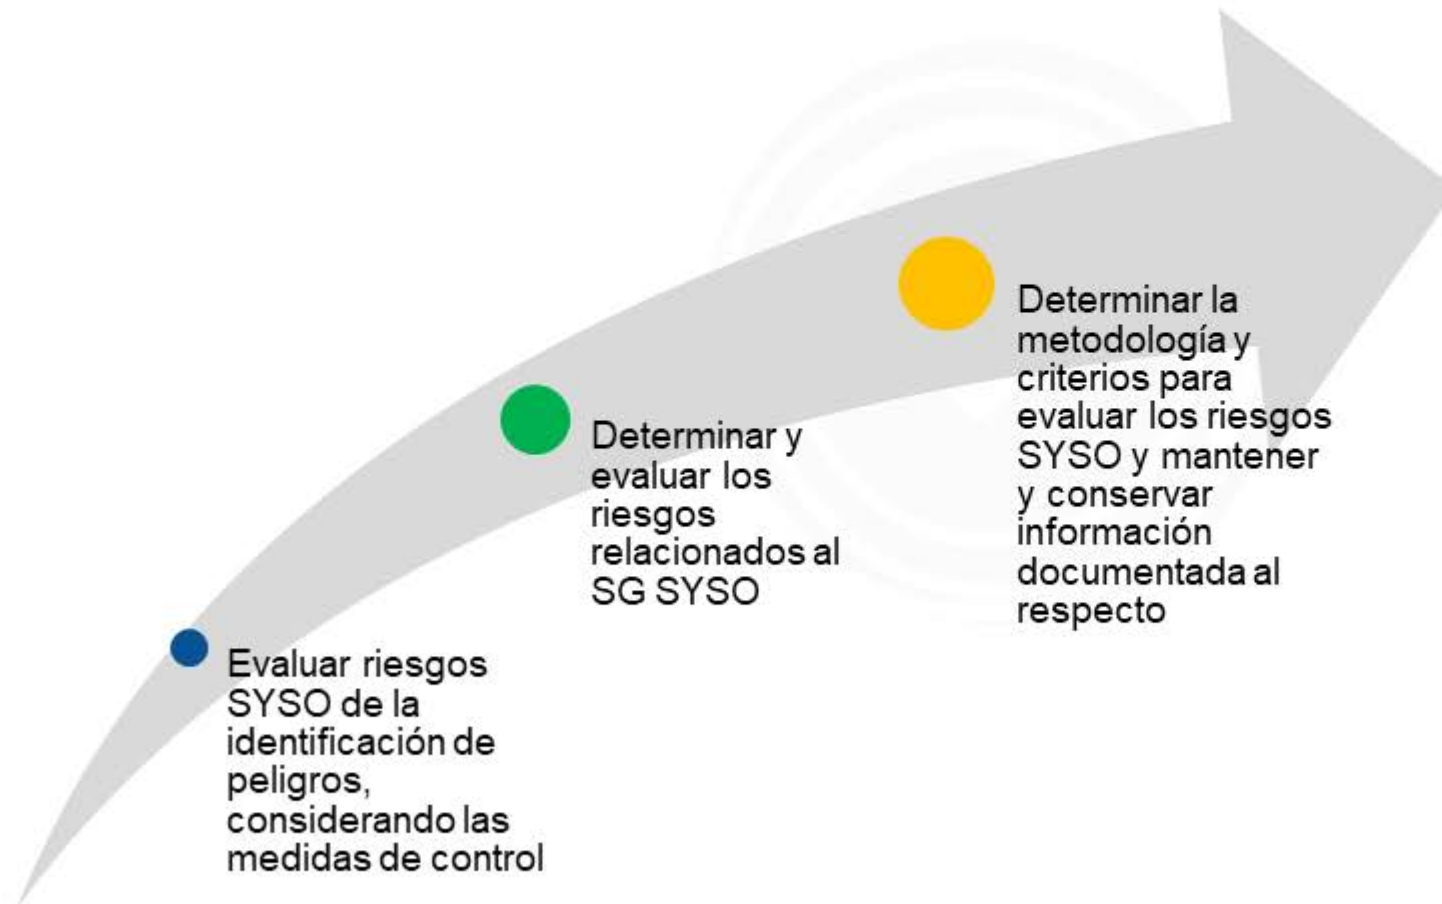 Evaluar riesgos
SYSO de la
identificación de
peligros,
considerando las
medidas de control
Determinar y
evaluar los
riesgos
relacionados al
SG SYSO
Determinar la
metodología y
criterios para
evaluar los riesgos
SYSO y mantener
y conservar
información
documentada al
respecto